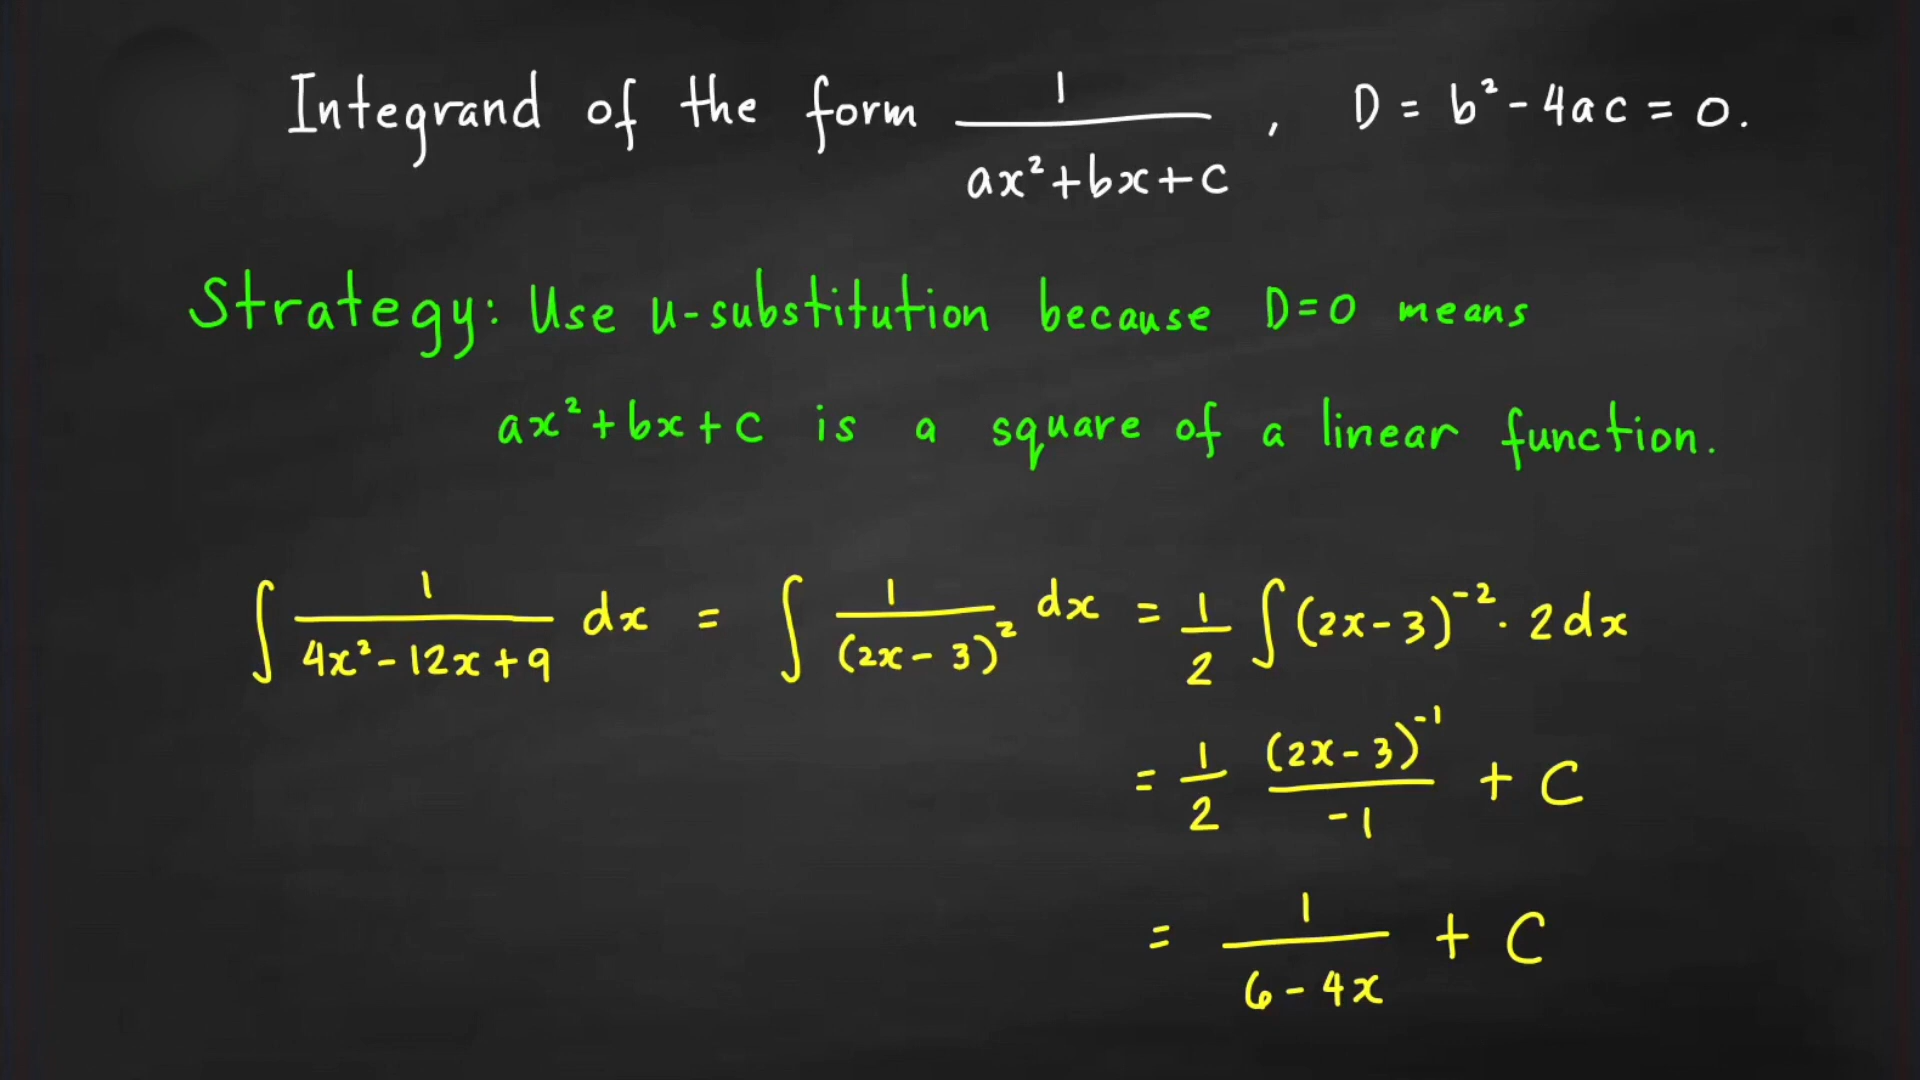 Integrand of the form 1/(ax²+bx+c), D = b² - 4ac = 0.
Strategy: Use u-substitution because D=0 means
ax²+bx+c is a square of a linear function.
∫ 1/(4x²-12x+9) dx = ∫ 1/(2x-3)² dx = 1/2 ∫(2x-3)⁻² · 2dx
= 1/2 (2x-3)⁻¹/-1 + C
= 1/(6-4x) + C